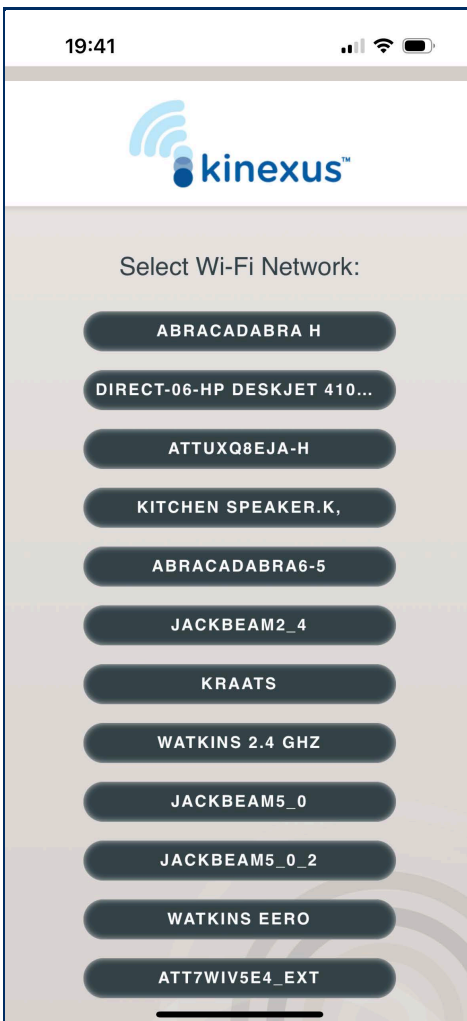 19:41
kinexus™
Select Wi-Fi Network:
ABRACADABRA H
DIRECT-06-HP DESKJET 410...
ATTUXQ8EJA-H
KITCHEN SPEAKER.K,
ABRACADABRA6-5
JACKBEAM2_4
KRAATS
WATKINS 2.4 GHZ
JACKBEAM5_0
JACKBEAM5_0_2
WATKINS EERO
ATT7WIV5E4_EXT